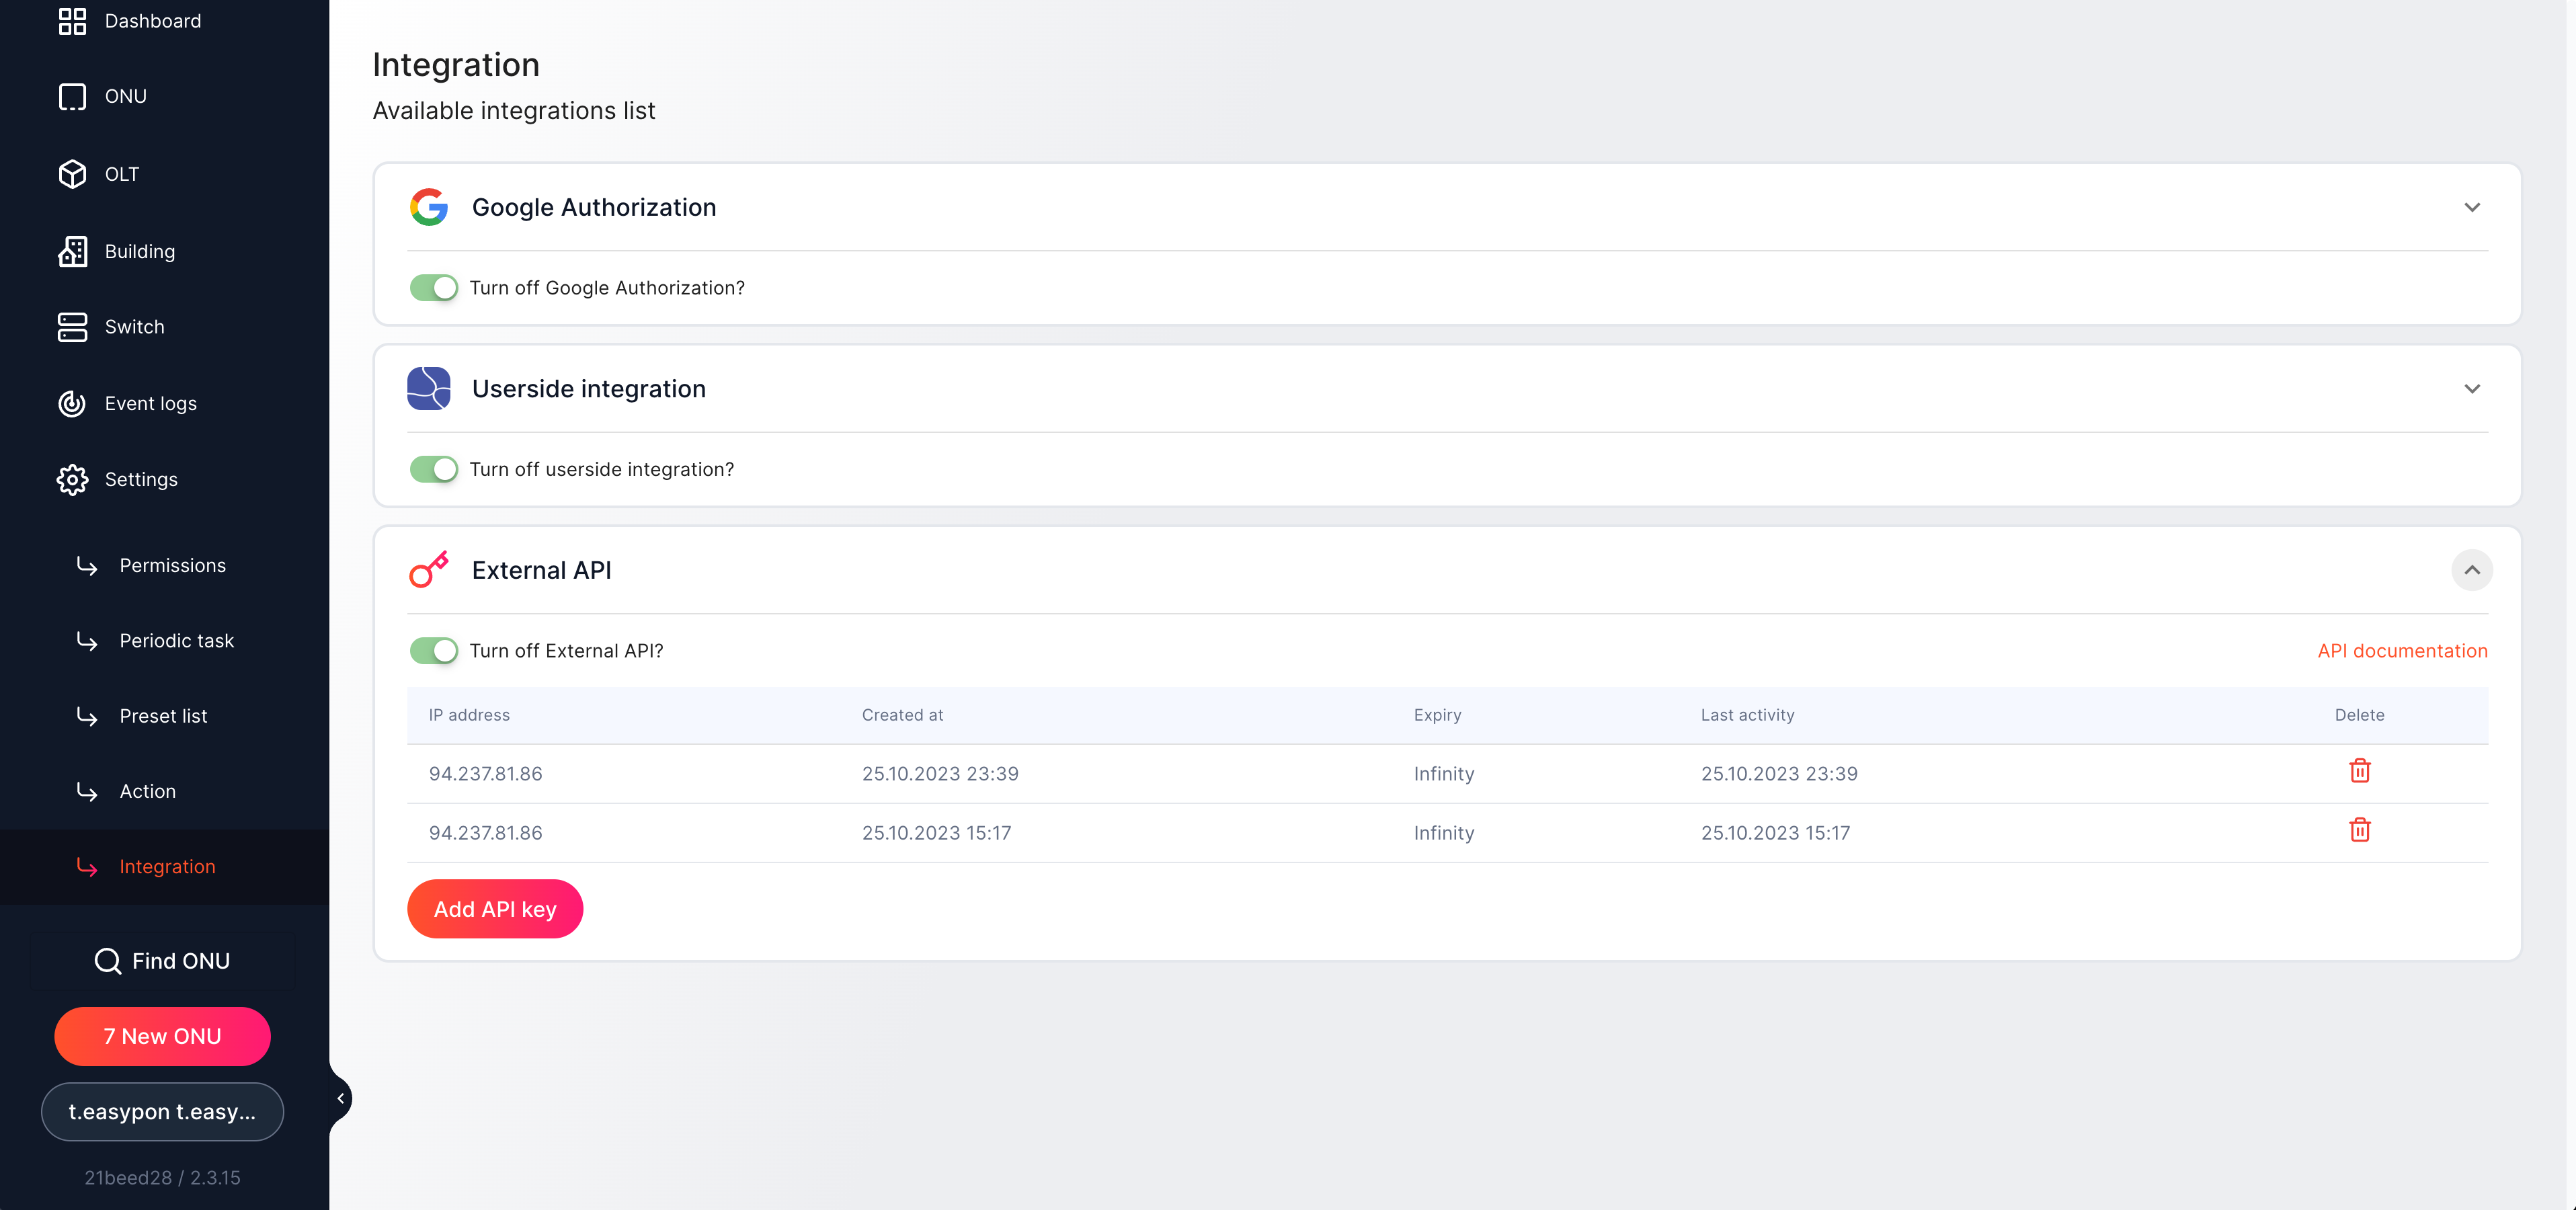 Dashboard
ONU
OLT
Building
Switch
Event logs
Settings
Permissions
Periodic task
Preset list
Action
Integration
Find ONU
7 New ONU
t.easypon t.easy...
21beed28 / 2.3.15
Integration
Available integrations list
Google Authorization
Turn off Google Authorization?
Userside integration
Turn off userside integration?
External API
Turn off External API?
API documentation
IP address Created at Expiry Last activity Delete
94.237.81.86 25.10.2023 23:39 Infinity 25.10.2023 23:39
94.237.81.86 25.10.2023 15:17 Infinity 25.10.2023 15:17
Add API key